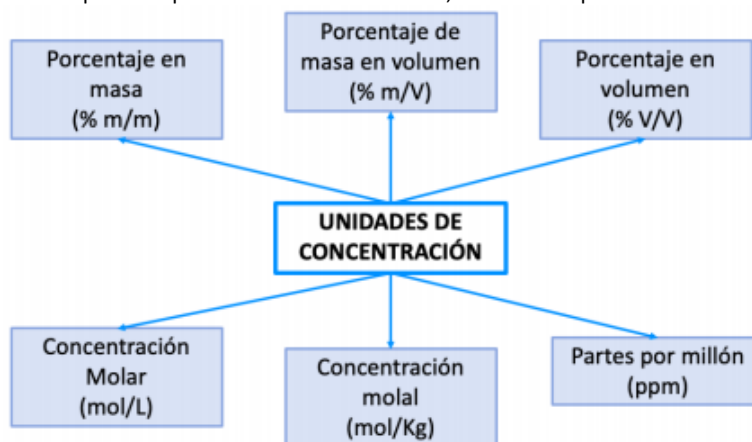 Porcentaje en
masa
(% m/m)
Porcentaje de
masa en volumen
(% m/V)
Porcentaje en
volumen
(% V/V)
UNIDADES DE
CONCENTRACIÓN
Concentración
Molar
(mol/L)
Concentración
molal
(mol/Kg)
Partes por millón
(ppm)